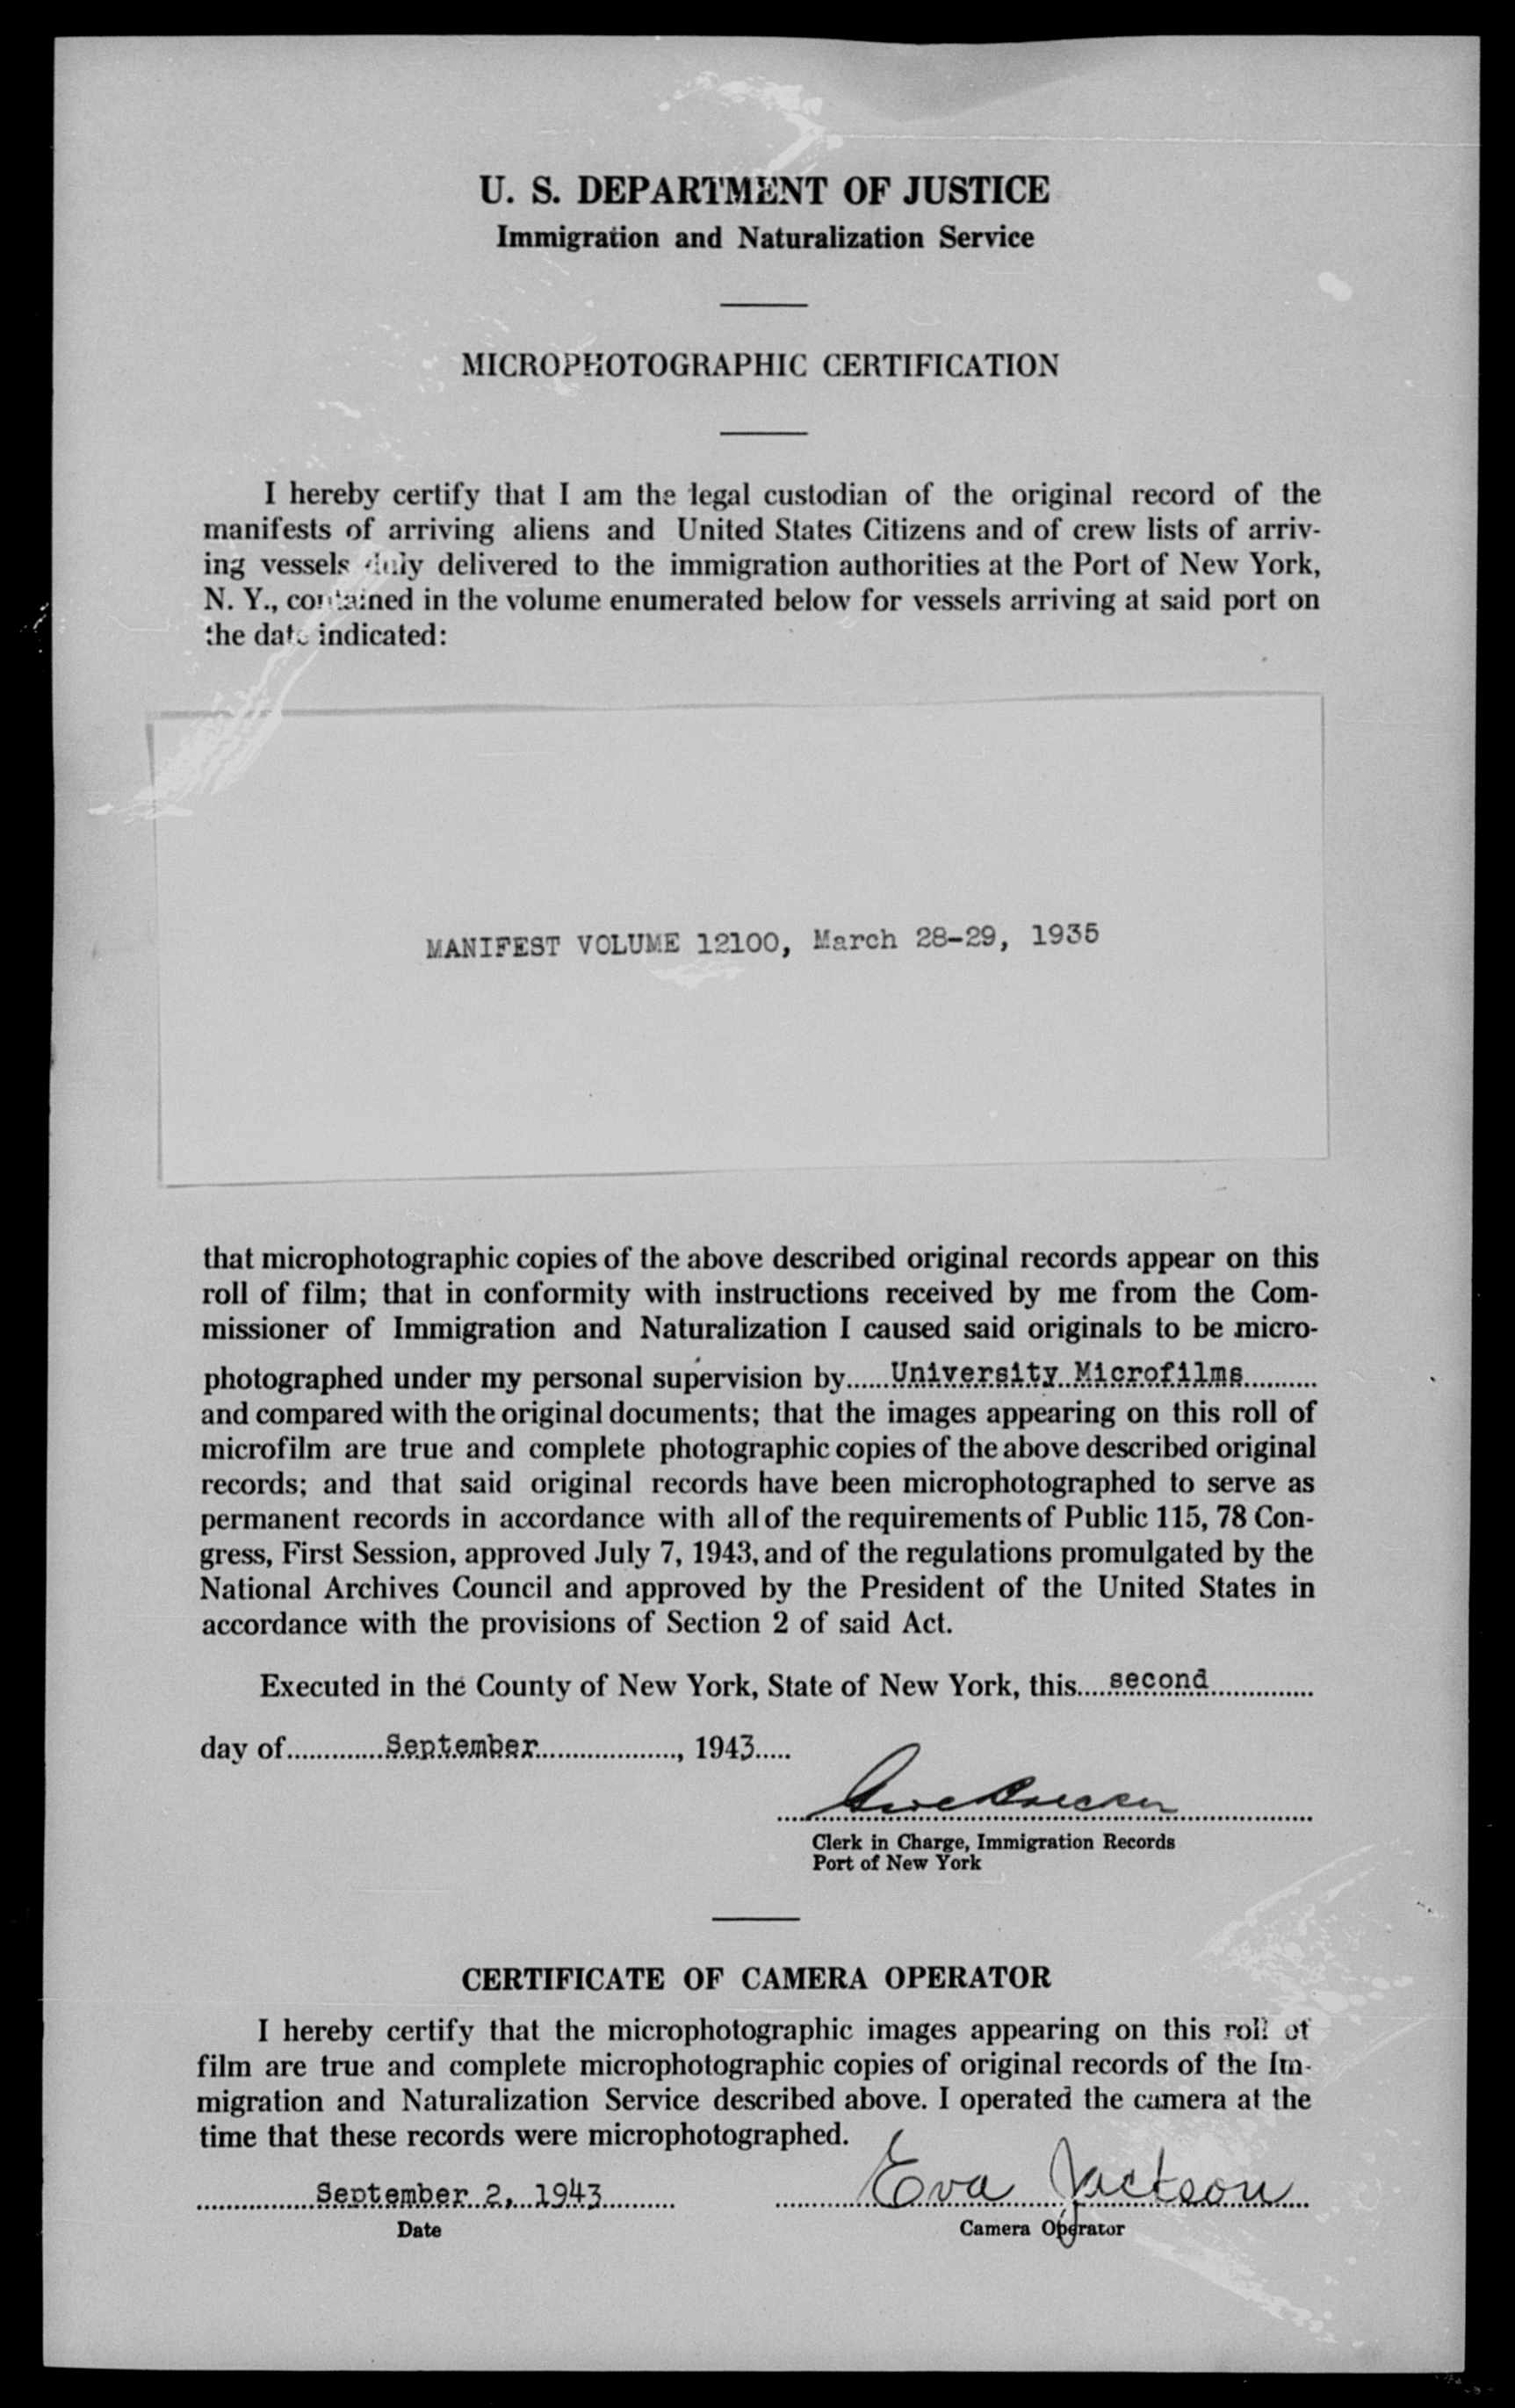 U. S. DEPARTMENT OF JUSTICE
Immigration and Naturalization Service
MICROPHOTOGRAPHIC CERTIFICATION
I hereby certify that I am the legal custodian of the original record of the
manifests of arriving aliens and United States Citizens and of crew lists of arriv-
ing vessels duly delivered to the immigration authorities at the Port of New York,
N. Y., contained in the volume enumerated below for vessels arriving at said port on
the date indicated:
MANIFEST VOLUME 12100, March 28-29, 1935
that microphotographic copies of the above described original records appear on this
roll of film; that in conformity with instructions received by me from the Com-
missioner of Immigration and Naturalization I caused said originals to be micro-
photographed under my personal supervision by University Microfilms
and compared with the original documents; that the images appearing on this roll of
microfilm are true and complete photographic copies of the above described original
records; and that said original records have been microphotographed to serve as
permanent records in accordance with all of the requirements of Public 115, 78 Con-
gress, First Session, approved July 7, 1943, and of the regulations promulgated by the
National Archives Council and approved by the President of the United States in
accordance with the provisions of Section 2 of said Act.
Executed in the County of New York, State of New York, this second
day of September, 1943
Clerk in Charge, Immigration Records
Port of New York
CERTIFICATE OF CAMERA OPERATOR
I hereby certify that the microphotographic images appearing on this roll of
film are true and complete microphotographic copies of original records of the Im-
migration and Naturalization Service described above. I operated the camera at the
time that these records were microphotographed.
September 2, 1943 Eva Jackson
Date Camera Operator